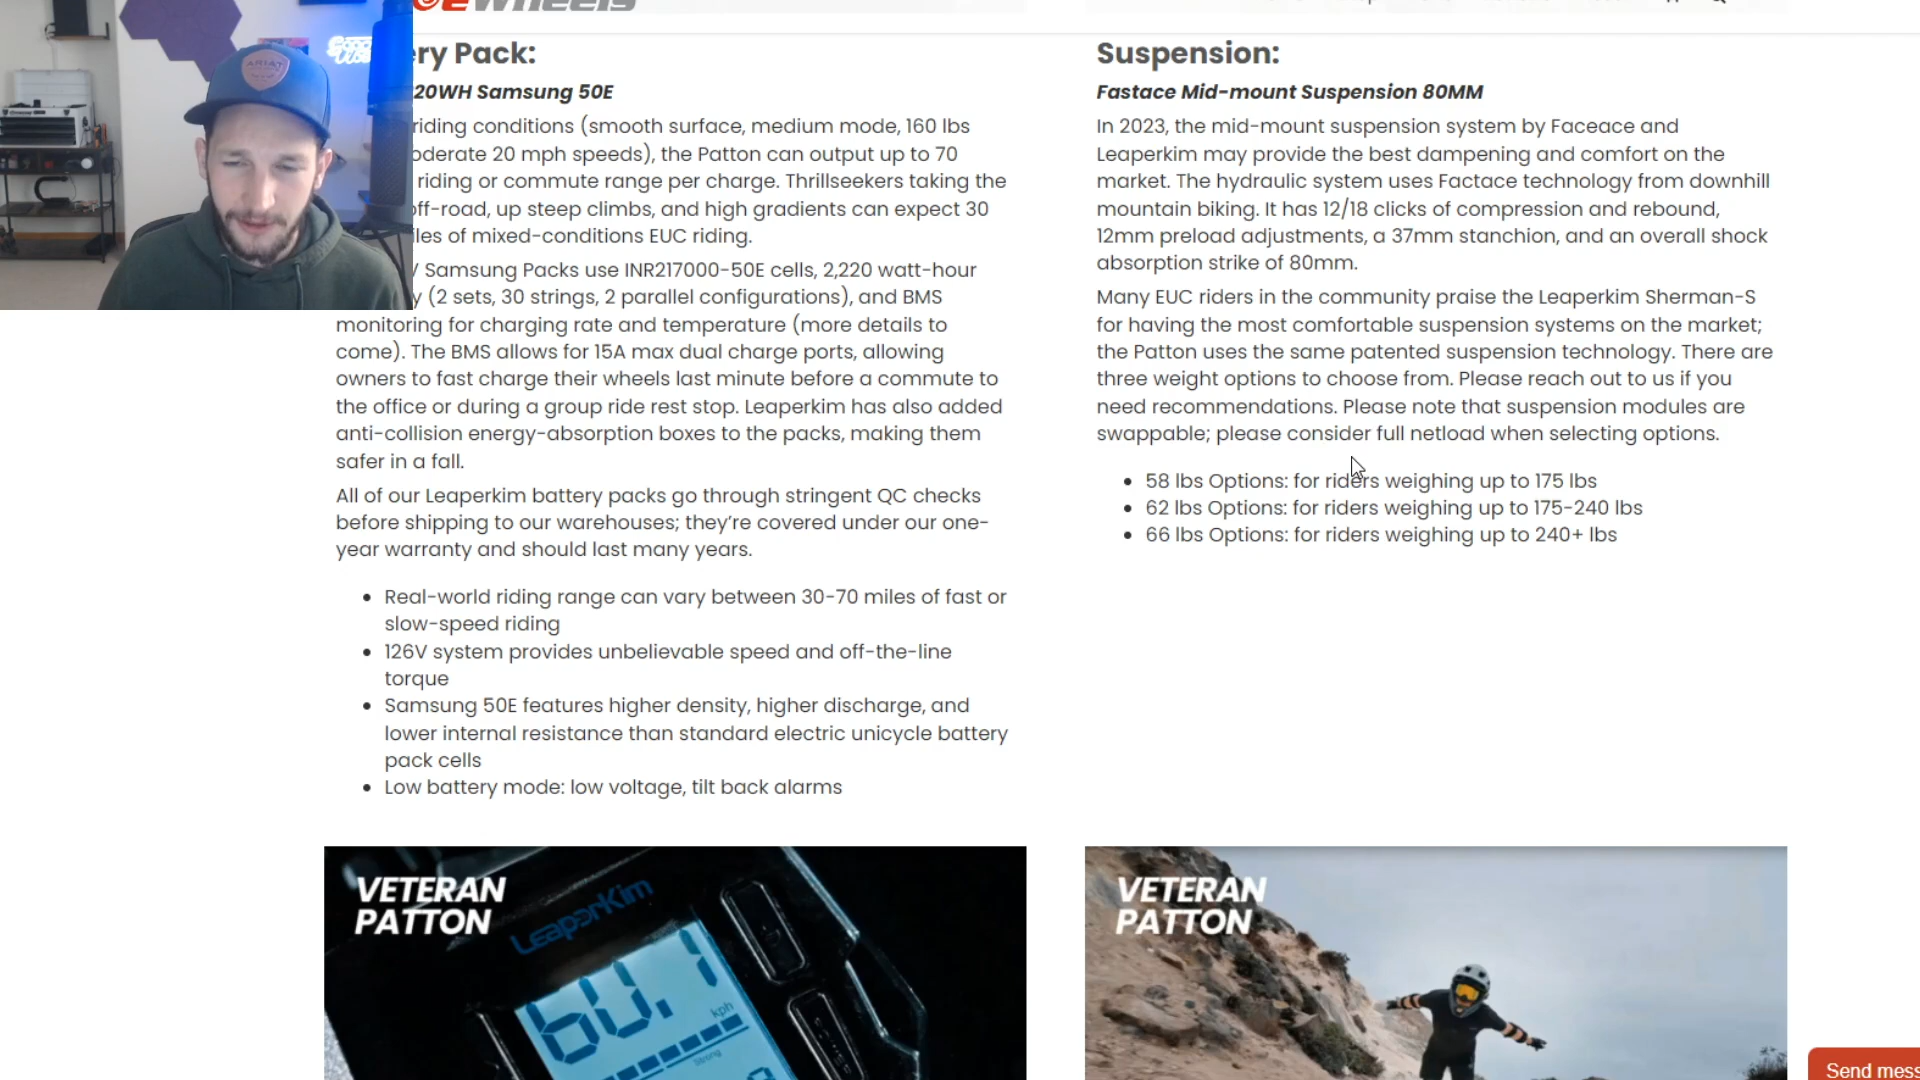 ewheels
ery Pack:
20WH Samsung 50E
riding conditions (smooth surface, medium mode, 160 lbs
oderate 20 mph speeds), the Patton can output up to 70
riding or commute range per charge. Thrillseekers taking the
off-road, up steep climbs, and high gradients can expect 30
les of mixed-conditions EUC riding.
V Samsung Packs use INR217000-50E cells, 2,220 watt-hour
y (2 sets, 30 strings, 2 parallel configurations), and BMS
monitoring for charging rate and temperature (more details to
come). The BMS allows for 15A max dual charge ports, allowing
owners to fast charge their wheels last minute before a commute to
the office or during a group ride rest stop. Leaperkim has also added
anti-collision energy-absorption boxes to the packs, making them
safer in a fall.
All of our Leaperkim battery packs go through stringent QC checks
before shipping to our warehouses; they're covered under our one-
year warranty and should last many years.
• Real-world riding range can vary between 30-70 miles of fast or
slow-speed riding
• 126V system provides unbelievable speed and off-the-line
torque
• Samsung 50E features higher density, higher discharge, and
lower internal resistance than standard electric unicycle battery
pack cells
• Low battery mode: low voltage, tilt back alarms
VETERAN
PATTON
LeaperKim
60.1
kph
Strong
Suspension:
Fastace Mid-mount Suspension 80MM
In 2023, the mid-mount suspension system by Faceace and
Leaperkim may provide the best dampening and comfort on the
market. The hydraulic system uses Factace technology from downhill
mountain biking. It has 12/18 clicks of compression and rebound,
12mm preload adjustments, a 37mm stanchion, and an overall shock
absorption strike of 80mm.
Many EUC riders in the community praise the Leaperkim Sherman-S
for having the most comfortable suspension systems on the market;
the Patton uses the same patented suspension technology. There are
three weight options to choose from. Please reach out to us if you
need recommendations. Please note that suspension modules are
swappable; please consider full netload when selecting options.
• 58 lbs Options: for riders weighing up to 175 lbs
• 62 lbs Options: for riders weighing up to 175-240 lbs
• 66 lbs Options: for riders weighing up to 240+ lbs
VETERAN
PATTON
Send mess
ARIAT